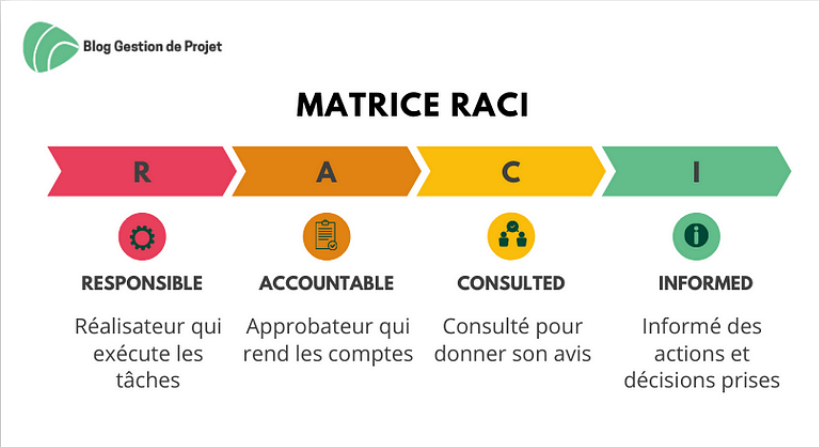 Blog Gestion de Projet
MATRICE RACI
R
A
C
I
RESPONSIBLE
ACCOUNTABLE
CONSULTED
INFORMED
Réalisateur qui
exécute les
tâches
Approbateur qui
rend les comptes
Consulté pour
donner son avis
Informé des
actions et
décisions prises